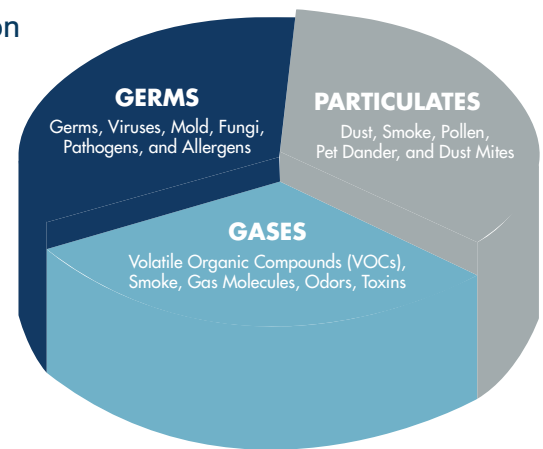 on
GERMS
Germs, Viruses, Mold, Fungi,
Pathogens, and Allergens
PARTICULATES
Dust, Smoke, Pollen,
Pet Dander, and Dust Mites
GASES
Volatile Organic Compounds (VOCs),
Smoke, Gas Molecules, Odors, Toxins